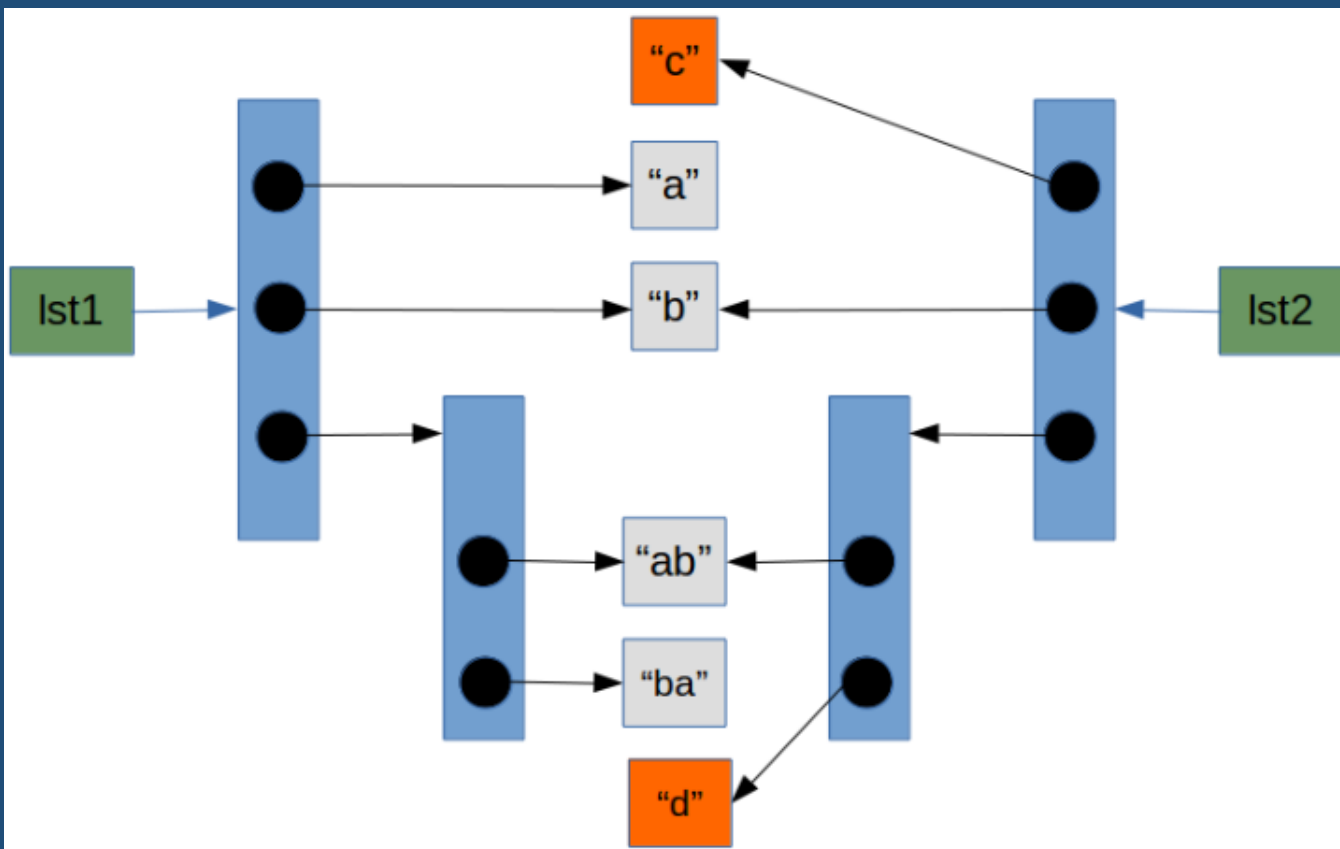 “c”
“a”
lst1
“b”
lst2
“ab”
“ba”
“d”